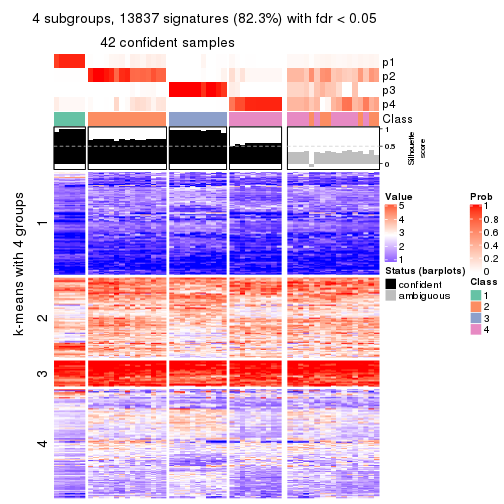 4 subgroups, 13837 signatures (82.3%) with fdr < 0.05
42 confident samples
p1
p2
p3
p4
Class
1
0.5
0
Silhouette
score
k-means with 4 groups
1
2
3
4
Value
5
4
3
2
1
Status (barplots)
confident
ambiguous
Prob
1
0.8
0.6
0.4
0.2
0
Class
1
2
3
4